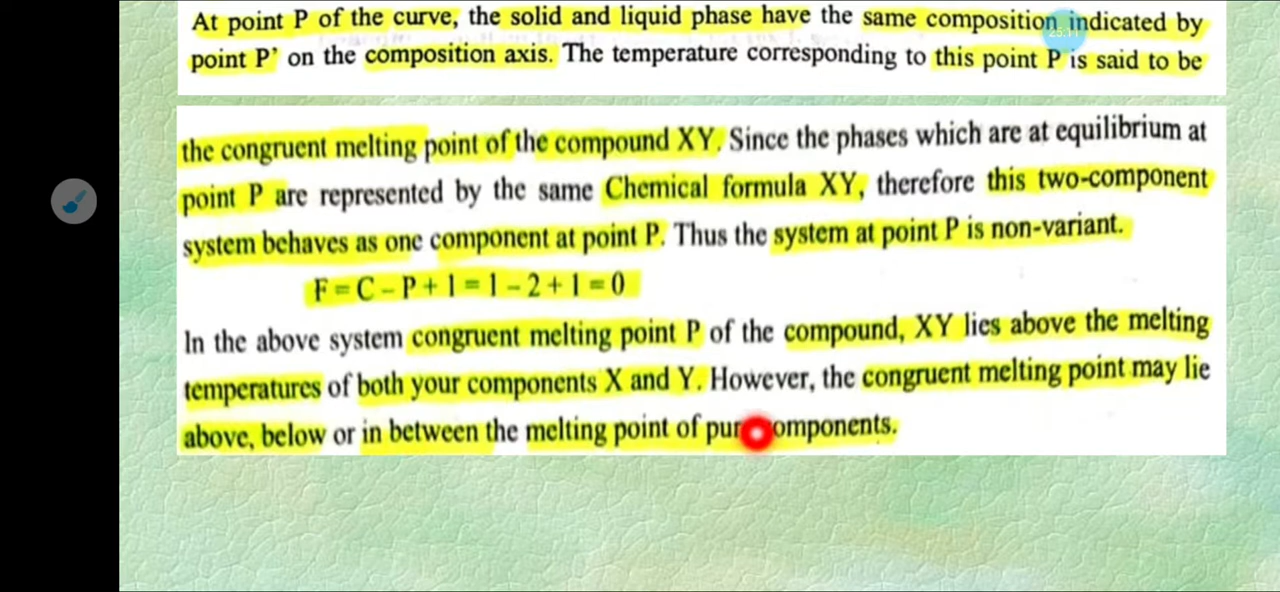 At point P of the curve, the solid and liquid phase have the same composition indicated by
25:11
point P' on the composition axis. The temperature corresponding to this point P is said to be
the congruent melting point of the compound XY. Since the phases which are at equilibrium at
point P are represented by the same Chemical formula XY, therefore this two-component
system behaves as one component at point P. Thus the system at point P is non-variant.
F = C - P + 1 = 1 - 2 + 1 = 0
In the above system congruent melting point P of the compound, XY lies above the melting
temperatures of both your components X and Y. However, the congruent melting point may lie
above, below or in between the melting point of components.